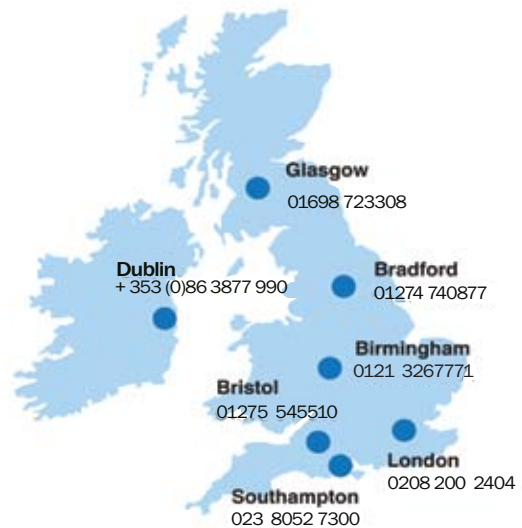 Glasgow
01698 723308
Dublin
+ 353 (0)86 3877 990
Bradford
01274 740877
Birmingham
0121 3267771
Bristol
01275 545510
London
0208 200 2404
Southampton
023 8052 7300